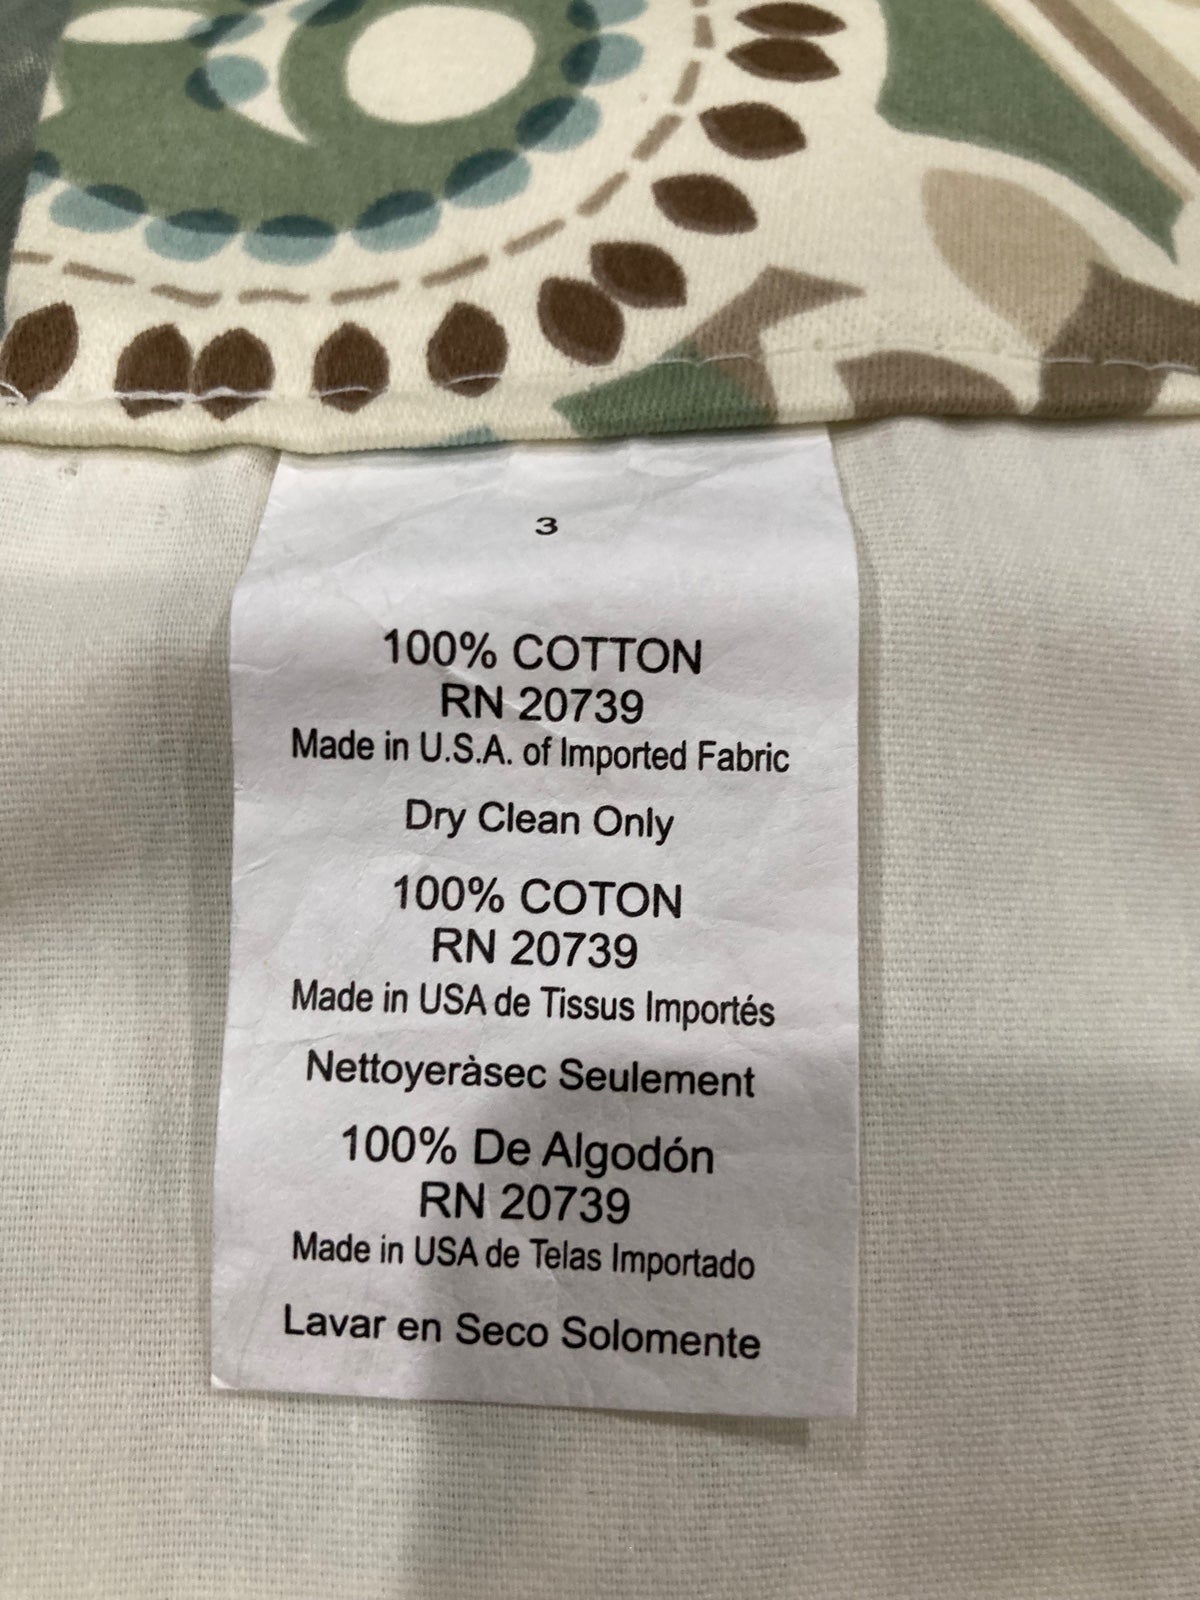 3
100% COTTON
RN 20739
Made in U.S.A. of Imported Fabric
Dry Clean Only
100% COTON
RN 20739
Made in USA de Tissus Importés
Nettoyeràsec Seulement
100% De Algodón
RN 20739
Made in USA de Telas Importado
Lavar en Seco Solomente